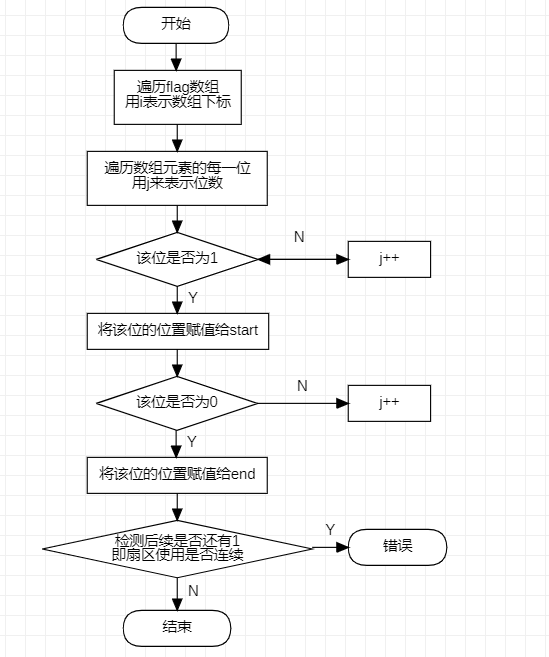 开始
遍历flag数组
用i表示数组下标
遍历数组元素的每一位
用j来表示位数
该位是否为1
N
j++
Y
将该位的位置赋值给start
该位是否为0
N
j++
Y
将该位的位置赋值给end
检测后续是否还有1
即扇区使用是否连续
Y
错误
N
结束